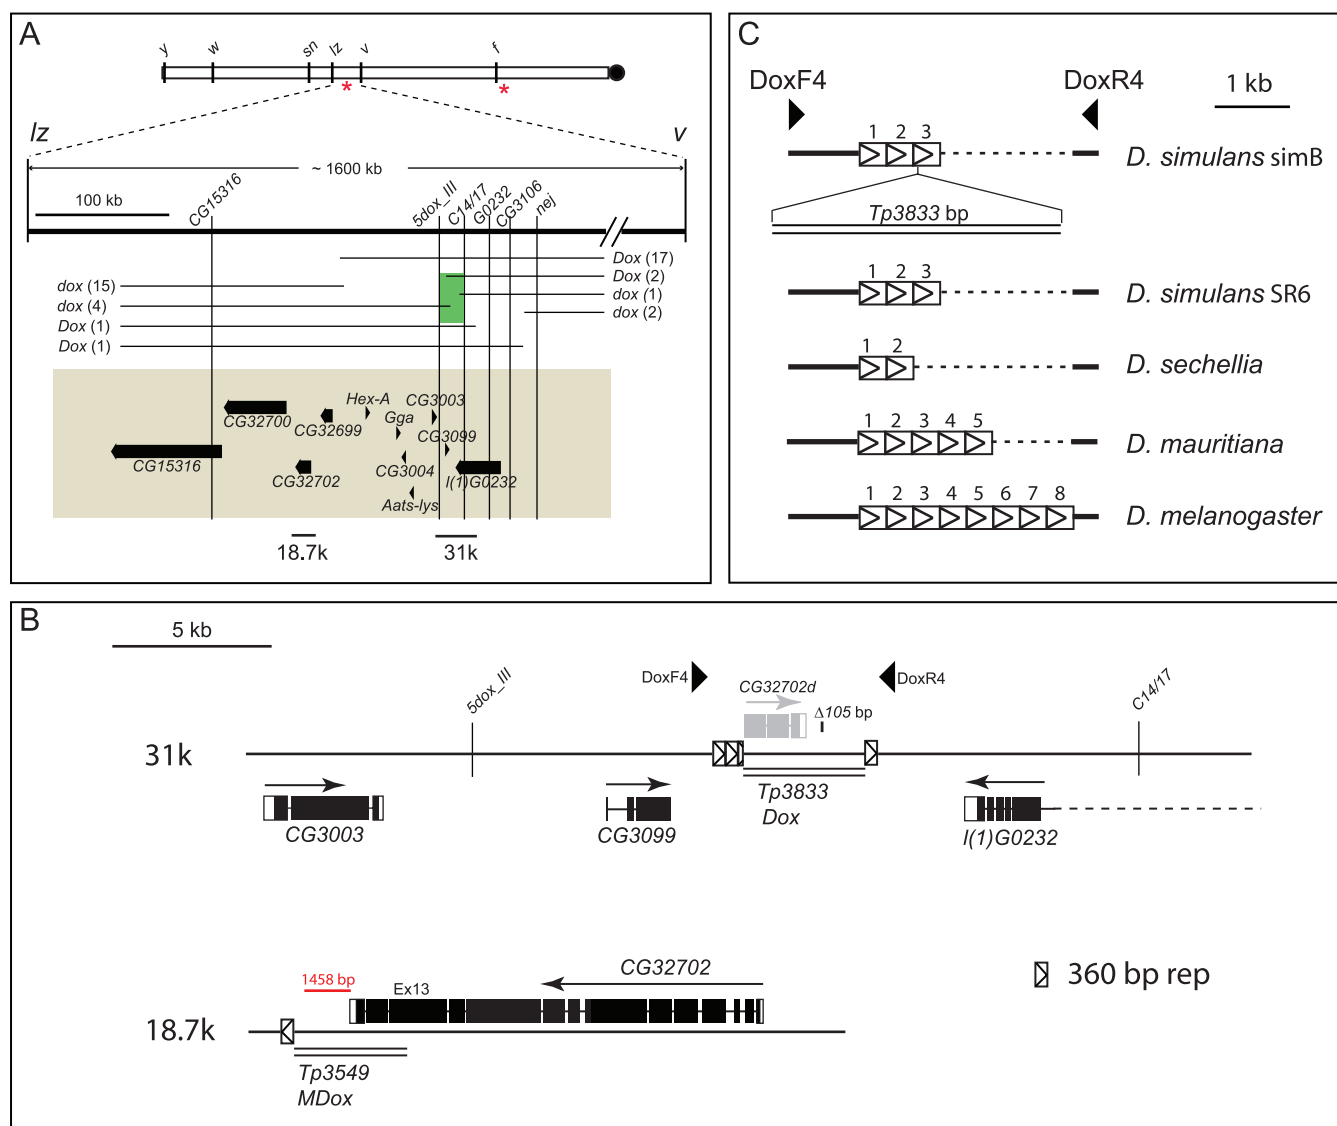 A
y w sn lz v f
* *
lz v
~ 1600 kb
100 kb
CG15316 5dox_III C14/17 G0232 CG3106 nej
Dox (17)
Dox (2)
dox (15)
dox (1)
dox (4)
dox (2)
Dox (1)
Dox (1)
Hex-A CG3003
CG32700 CG32699 Gga CG3099
CG15316 CG32702 CG3004 l(1)G0232
Aats-lys
18.7k 31k
C
DoxF4 DoxR4
1 kb
1 2 3
D. simulans simB
Tp3833 bp
1 2 3
D. simulans SR6
1 2
D. sechellia
1 2 3 4 5
D. mauritiana
1 2 3 4 5 6 7 8
D. melanogaster
B
5 kb
DoxF4 DoxR4
5dox_III CG32702d C14/17
Δ105 bp
31k
CG3003 CG3099 Tp3833 l(1)G0232
Dox
1458 bp Ex13 CG32702
18.7k
Tp3549
MDox
360 bp rep